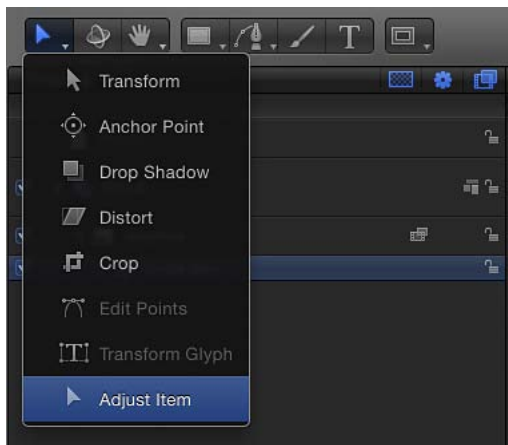 T
Transform
Anchor Point
Drop Shadow
Distort
Crop
Edit Points
Transform Glyph
Adjust Item